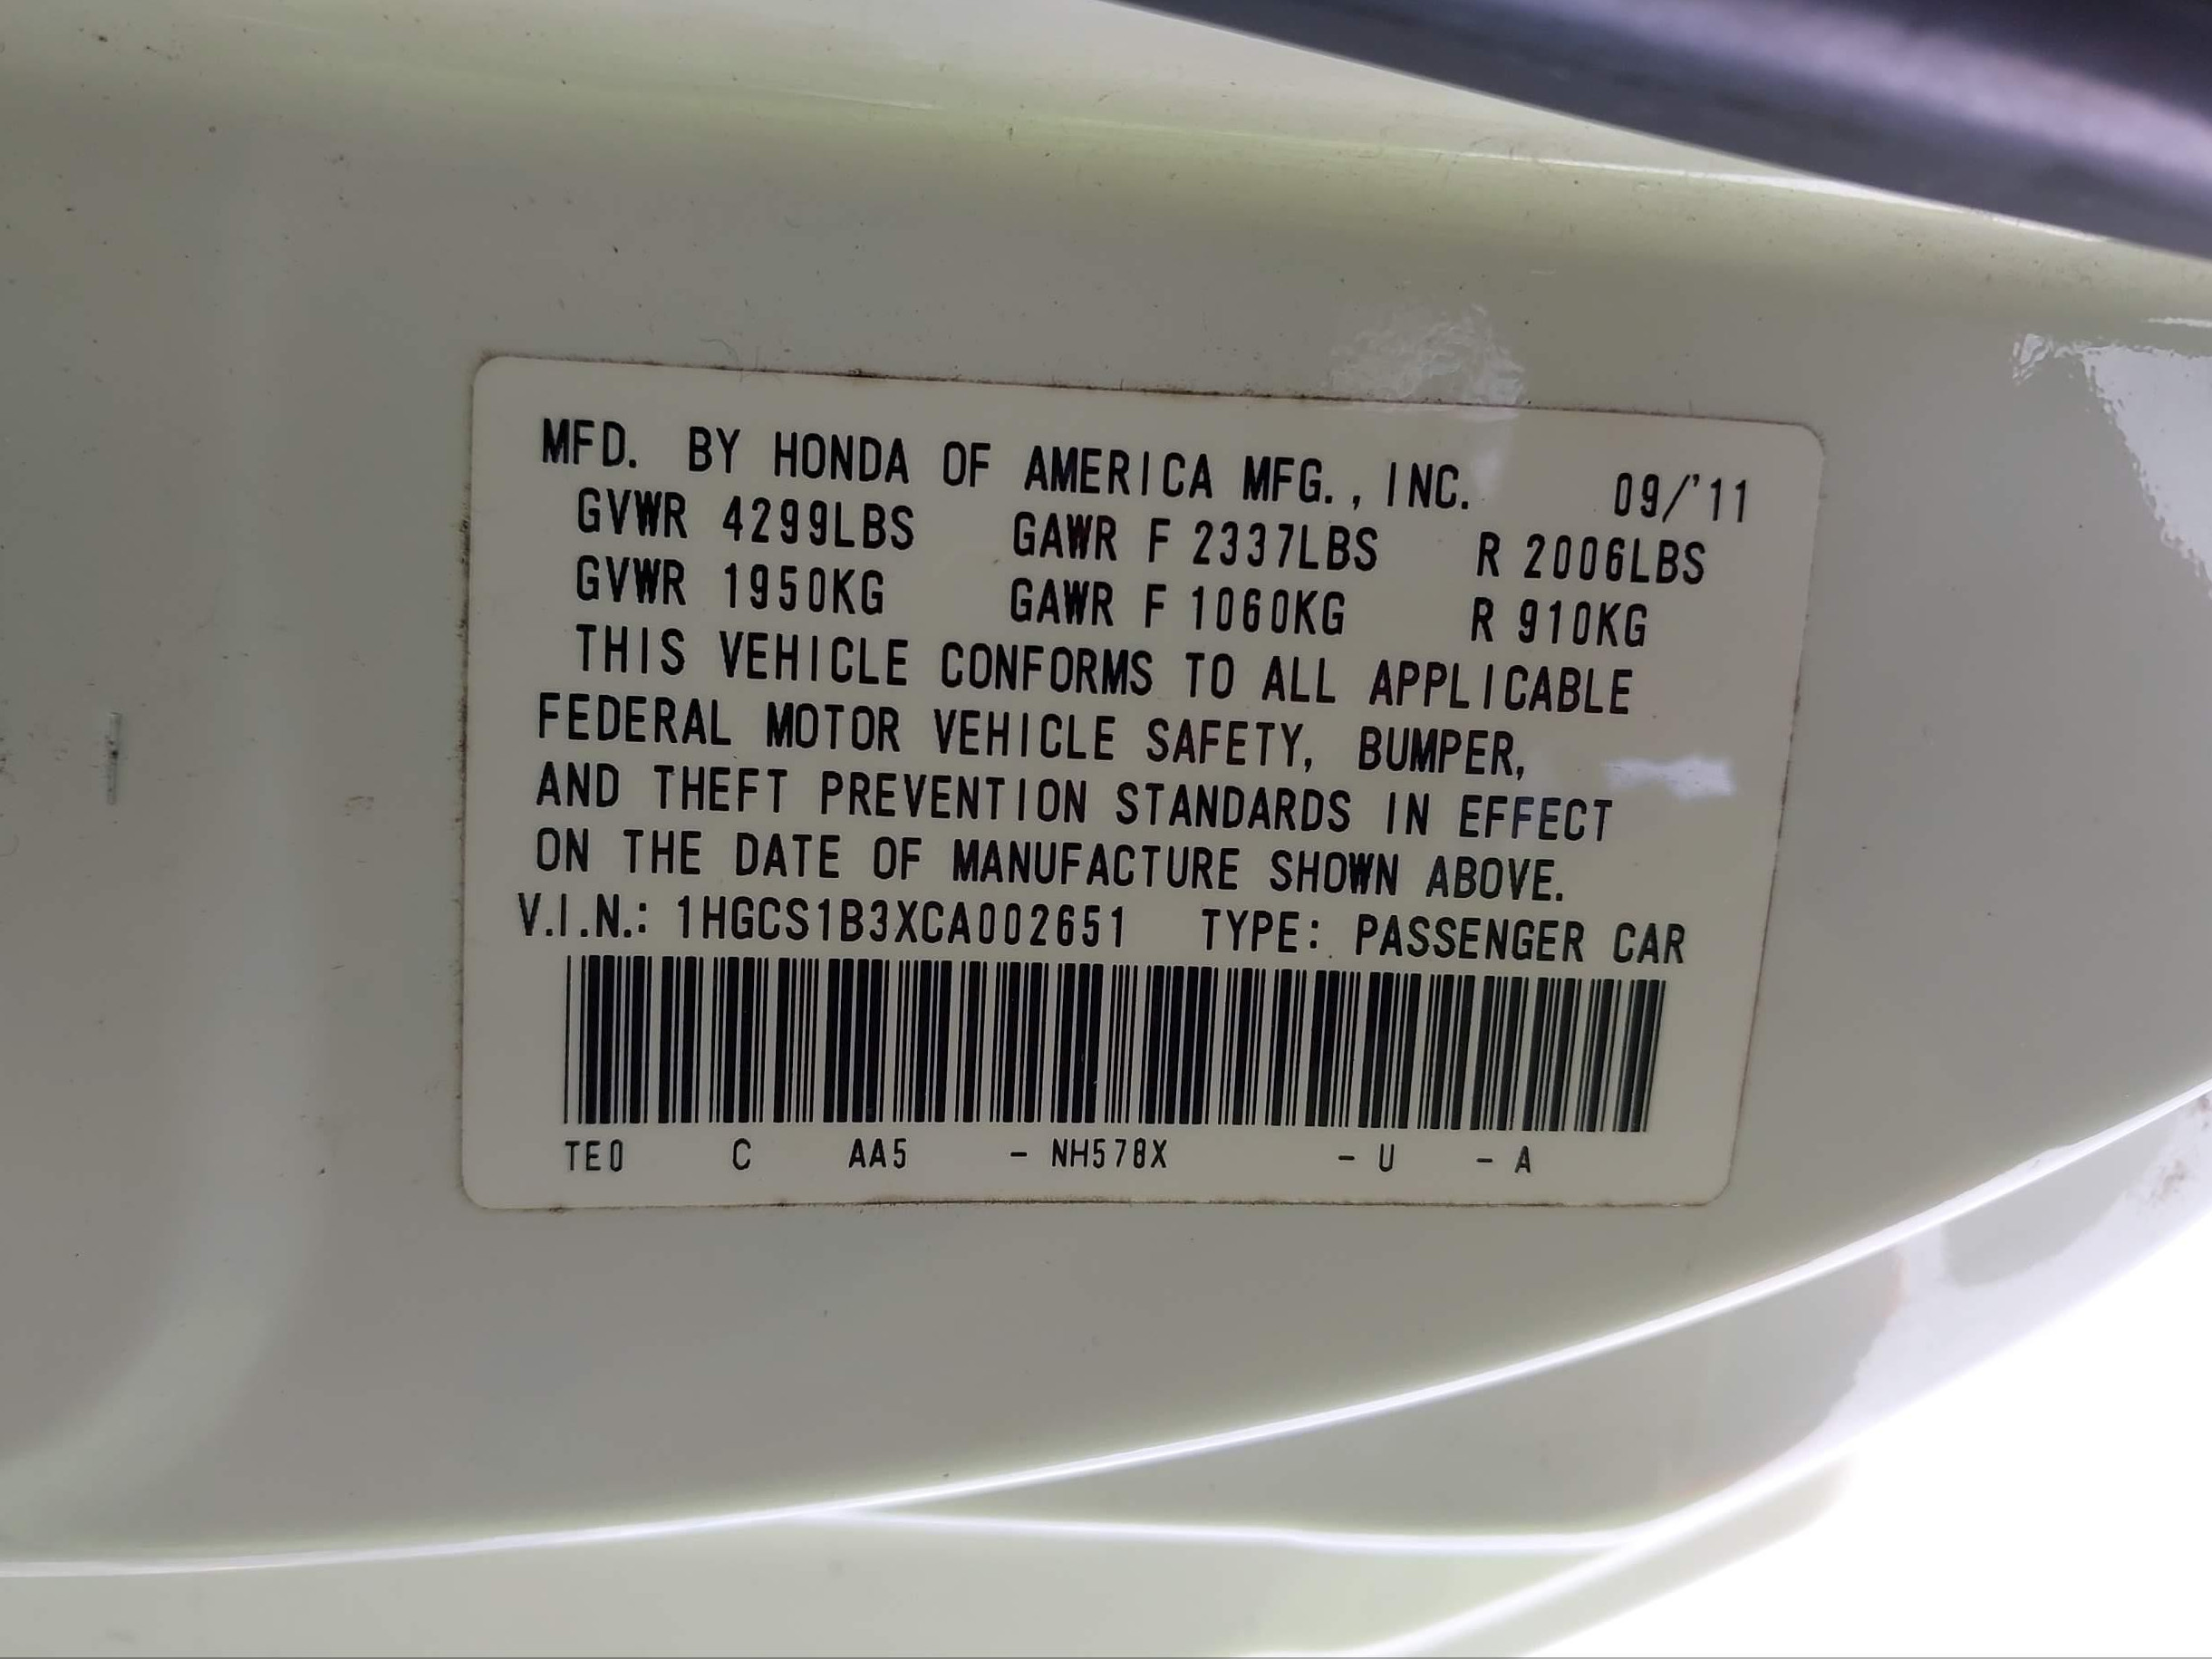 MFD. BY HONDA OF AMERICA MFG., INC. 09/'11
GVWR 4299LBS GAWR F 2337LBS R 2006LBS
GVWR 1950KG GAWR F 1060KG R 910KG
THIS VEHICLE CONFORMS TO ALL APPLICABLE
FEDERAL MOTOR VEHICLE SAFETY, BUMPER,
AND THEFT PREVENTION STANDARDS IN EFFECT
ON THE DATE OF MANUFACTURE SHOWN ABOVE.
V.I.N.: 1HGCS1B3XCA002651 TYPE: PASSENGER CAR
TE0 C AA5 - NH578X - U - A